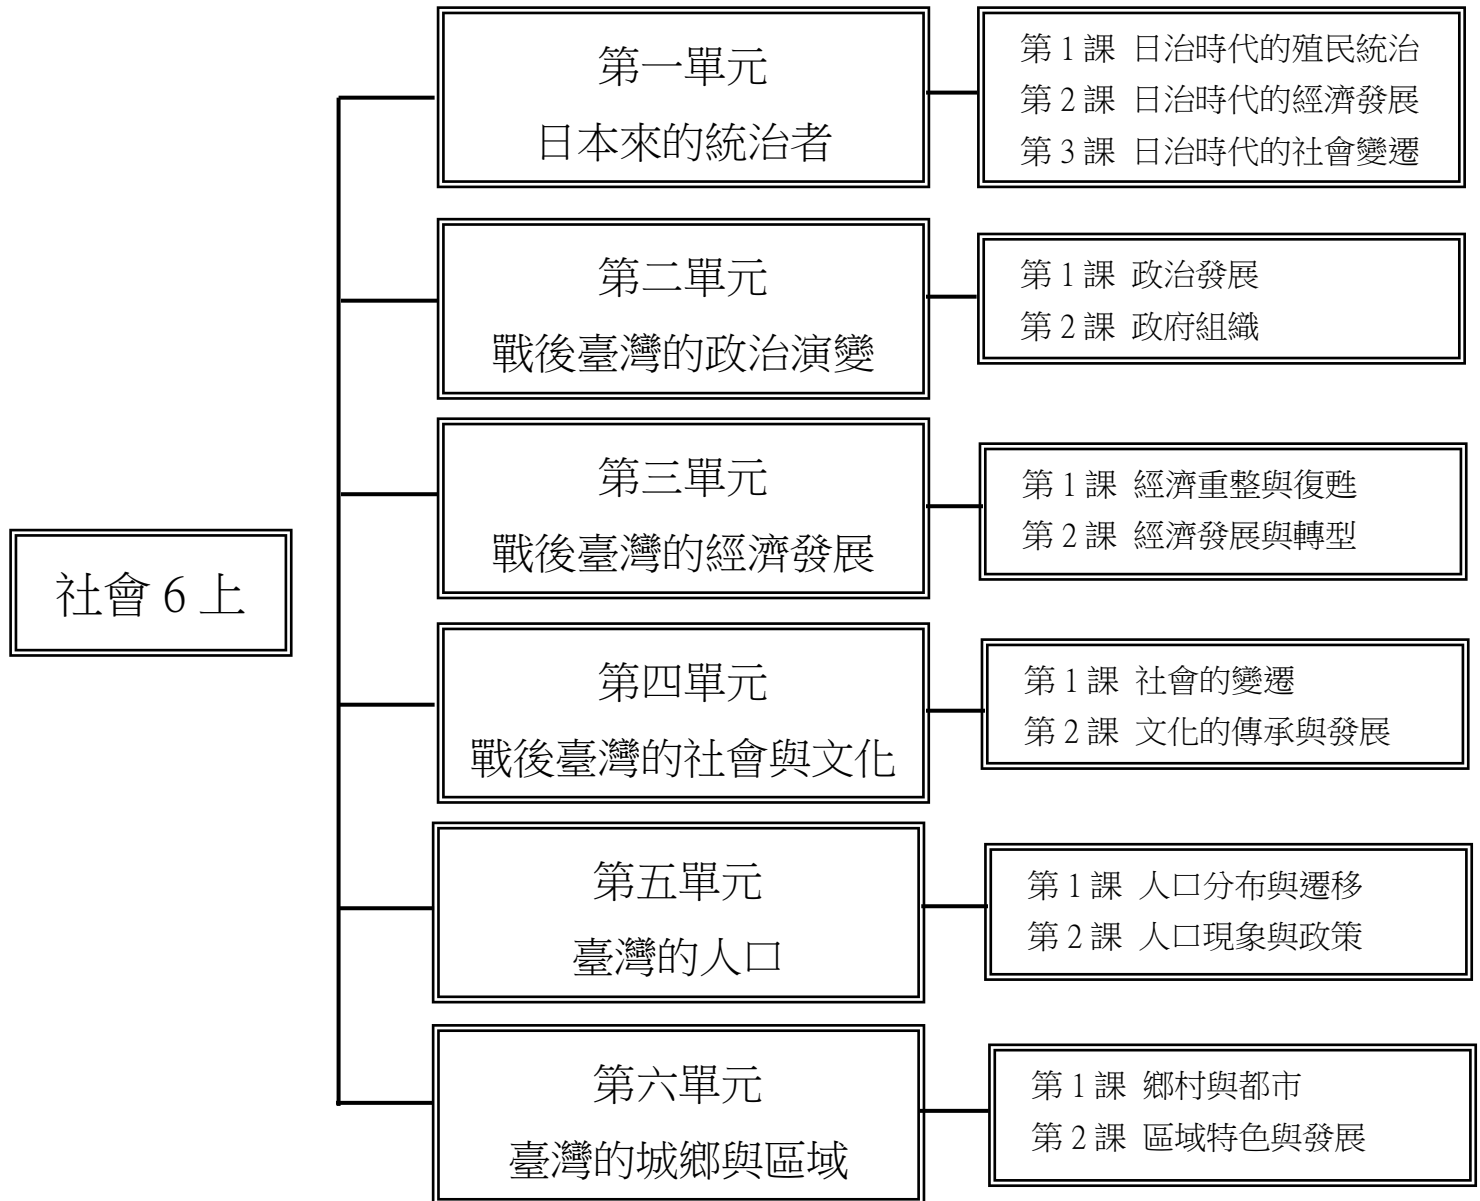 社會 6 上
第一單元
日本來的統治者
第 1 課 日治時代的殖民統治
第 2 課 日治時代的經濟發展
第 3 課 日治時代的社會變遷
第二單元
戰後臺灣的政治演變
第 1 課 政治發展
第 2 課 政府組織
第三單元
戰後臺灣的經濟發展
第 1 課 經濟重整與復甦
第 2 課 經濟發展與轉型
第四單元
戰後臺灣的社會與文化
第 1 課 社會的變遷
第 2 課 文化的傳承與發展
第五單元
臺灣的人口
第 1 課 人口分布與遷移
第 2 課 人口現象與政策
第六單元
臺灣的城鄉與區域
第 1 課 鄉村與都市
第 2 課 區域特色與發展